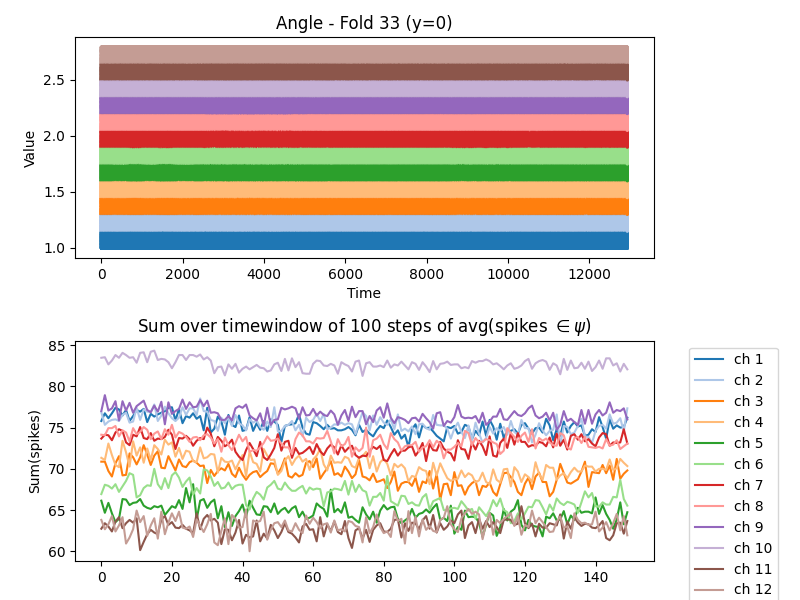 Angle - Fold 33 (y=0)
Value
2.5
2.0
1.5
1.0
0 2000 4000 6000 8000 10000 12000
Time
Sum over timewindow of 100 steps of avg(spikes ∈ψ)
Sum(spikes)
85
80
75
70
65
60
0 20 40 60 80 100 120 140
ch 1
ch 2
ch 3
ch 4
ch 5
ch 6
ch 7
ch 8
ch 9
ch 10
ch 11
ch 12